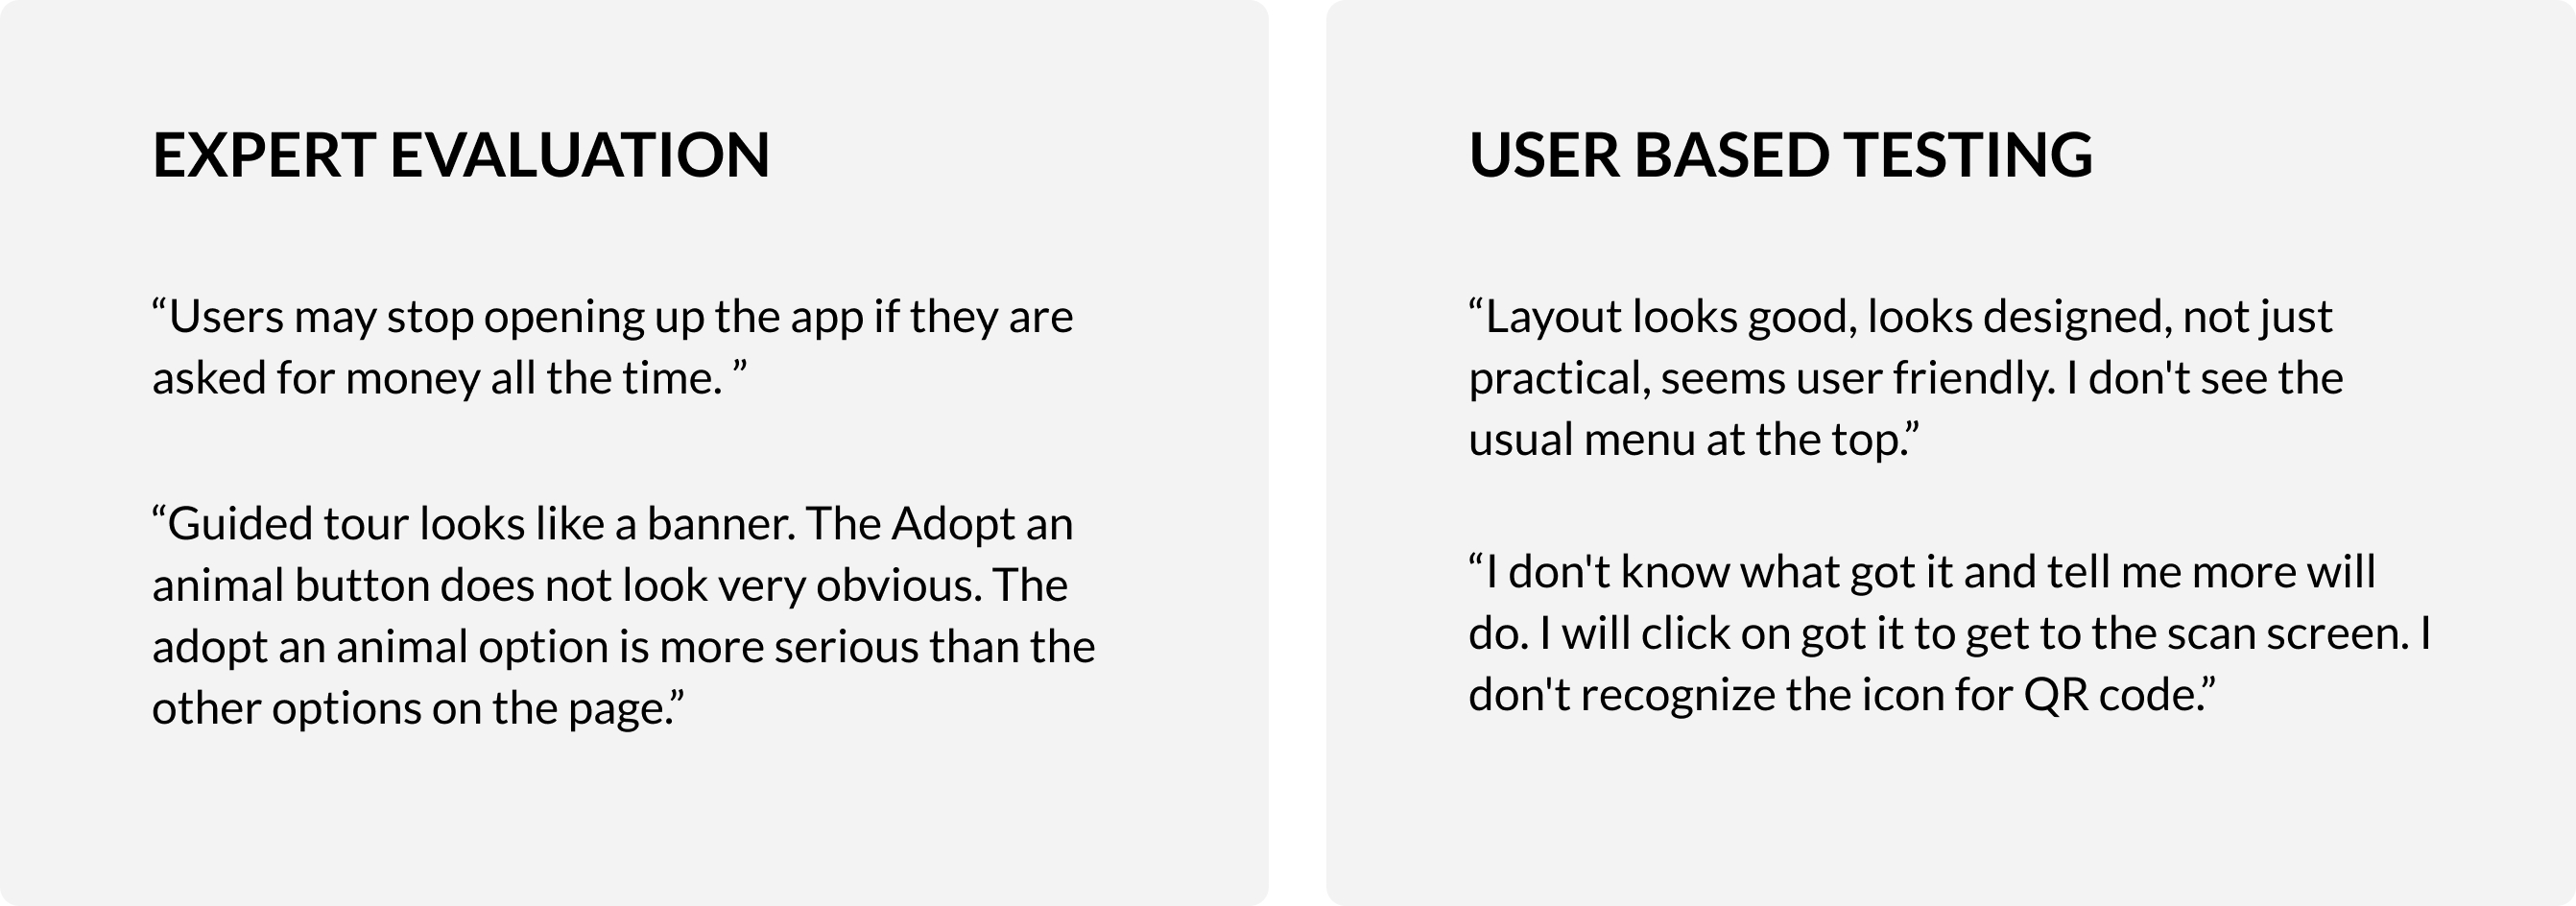 EXPERT EVALUATION
“Users may stop opening up the app if they are
asked for money all the time. ”
“Guided tour looks like a banner. The Adopt an
animal button does not look very obvious. The
adopt an animal option is more serious than the
other options on the page.”
USER BASED TESTING
“Layout looks good, looks designed, not just
practical, seems user friendly. I don't see the
usual menu at the top.”
“I don't know what got it and tell me more will
do. I will click on got it to get to the scan screen. I
don't recognize the icon for QR code.”